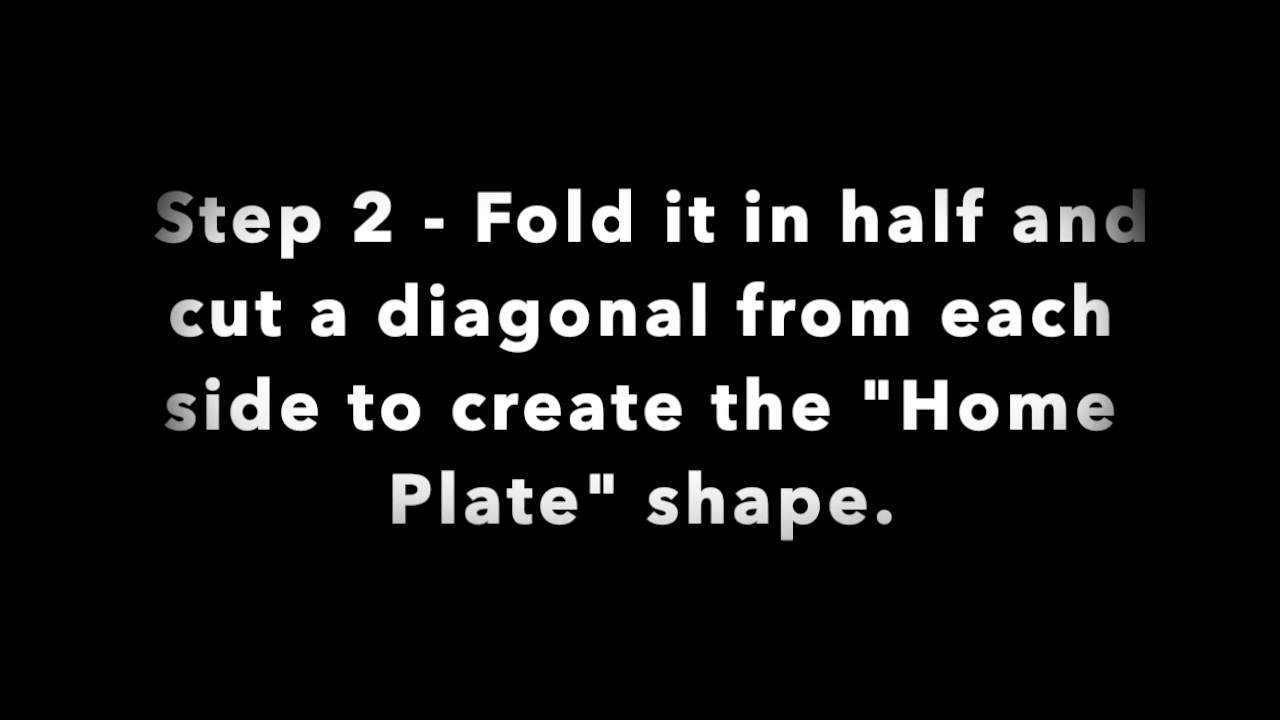 Step 2 - Fold it in half and
cut a diagonal from each
side to create the "Home
Plate" shape.